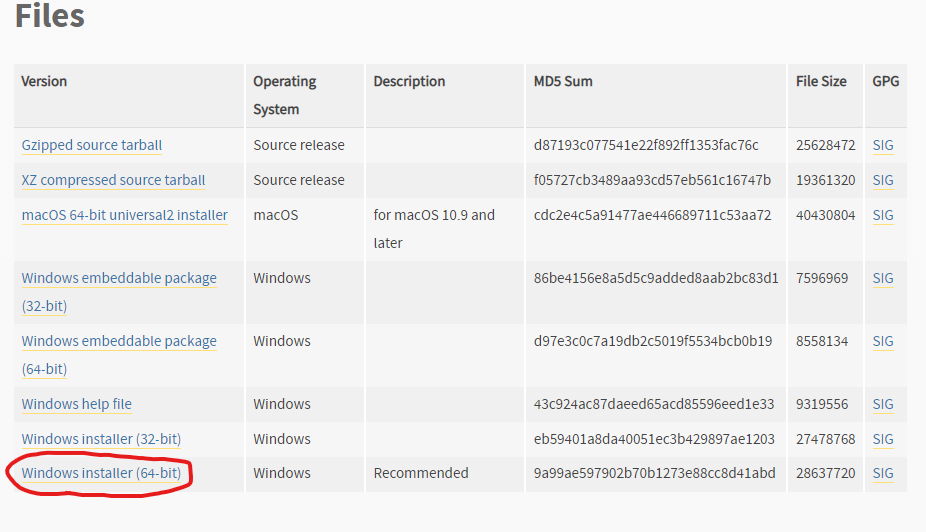 Files
Version Operating System Description MD5 Sum File Size GPG
Gzipped source tarball Source release d87193c077541e22f892ff1353fac76c 25628472 SIG
XZ compressed source tarball Source release f05727cb3489aa93cd57eb561c16747b 19361320 SIG
macOS 64-bit universal2 installer macOS for macOS 10.9 and later cdc2e4c5a91477ae446689711c53aa72 40430804 SIG
Windows embeddable package (32-bit) Windows 86be4156e8a5d5c9added8aab2bc83d1 7596969 SIG
Windows embeddable package (64-bit) Windows d97e3c0c7a19db2c5019f5534bcb0b19 8558134 SIG
Windows help file Windows 43c924ac87daeed65acd85596eed1e33 9319556 SIG
Windows installer (32-bit) Windows eb59401a8da40051ec3b429897ae1203 27478768 SIG
Windows installer (64-bit) Windows Recommended 9a99ae597902b70b1273e88cc8d41abd 28637720 SIG